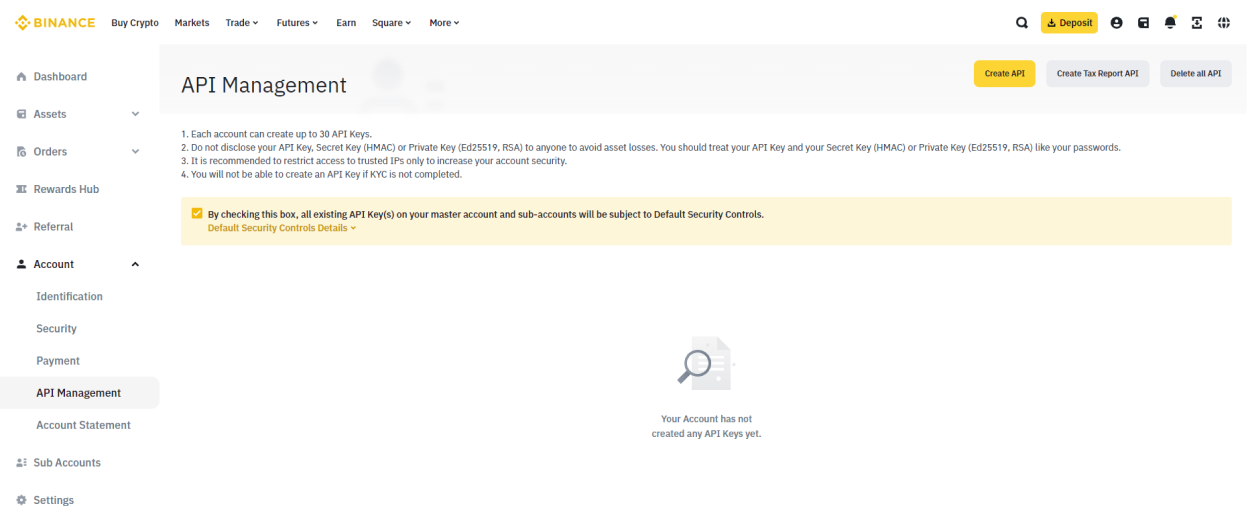 BINANCE Buy Crypto Markets Trade Futures Earn Square More Deposit
Dashboard
Assets
Orders
Rewards Hub
Referral
Account
Identification
Security
Payment
API Management
Account Statement
Sub Accounts
Settings
API Management
Create API Create Tax Report API Delete all API
1. Each account can create up to 30 API Keys.
2. Do not disclose your API Key, Secret Key (HMAC) or Private Key (Ed25519, RSA) to anyone to avoid asset losses. You should treat your API Key and your Secret Key (HMAC) or Private Key (Ed25519, RSA) like your passwords.
3. It is recommended to restrict access to trusted IPs only to increase your account security.
4. You will not be able to create an API Key if KYC is not completed.
By checking this box, all existing API Key(s) on your master account and sub-accounts will be subject to Default Security Controls.
Default Security Controls Details
Your Account has not
created any API Keys yet.